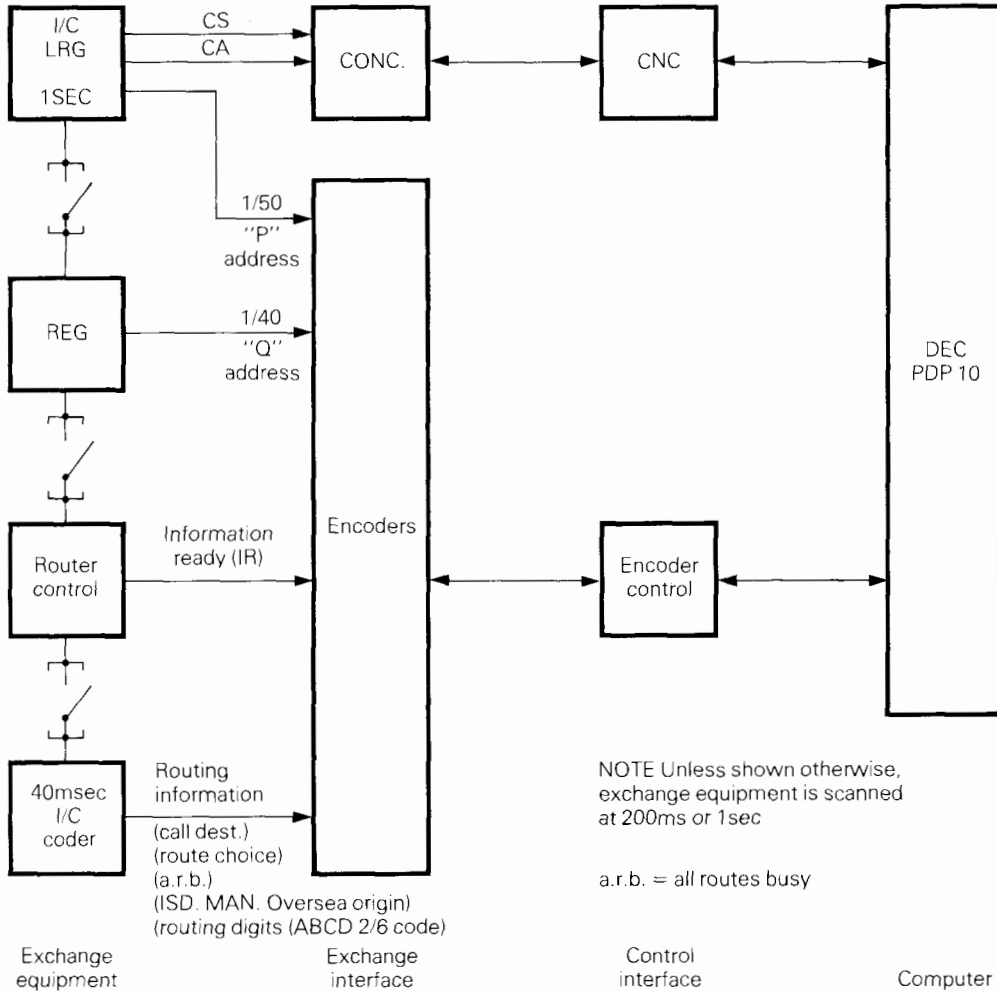 I/C
LRG
1SEC
CS
CA
CONC.
CNC
DEC
PDP 10
1/50
"P"
address
REG
1/40
"Q"
address
Router
control
Information
ready (IR)
Encoders
Encoder
control
40msec
I/C
coder
Routing
information
(call dest.)
(route choice)
(a.r.b.)
(ISD. MAN. Oversea origin)
(routing digits (ABCD 2/6 code)
NOTE Unless shown otherwise,
exchange equipment is scanned
at 200ms or 1sec
a.r.b. = all routes busy
Exchange
equipment
Exchange
interface
Control
interface
Computer